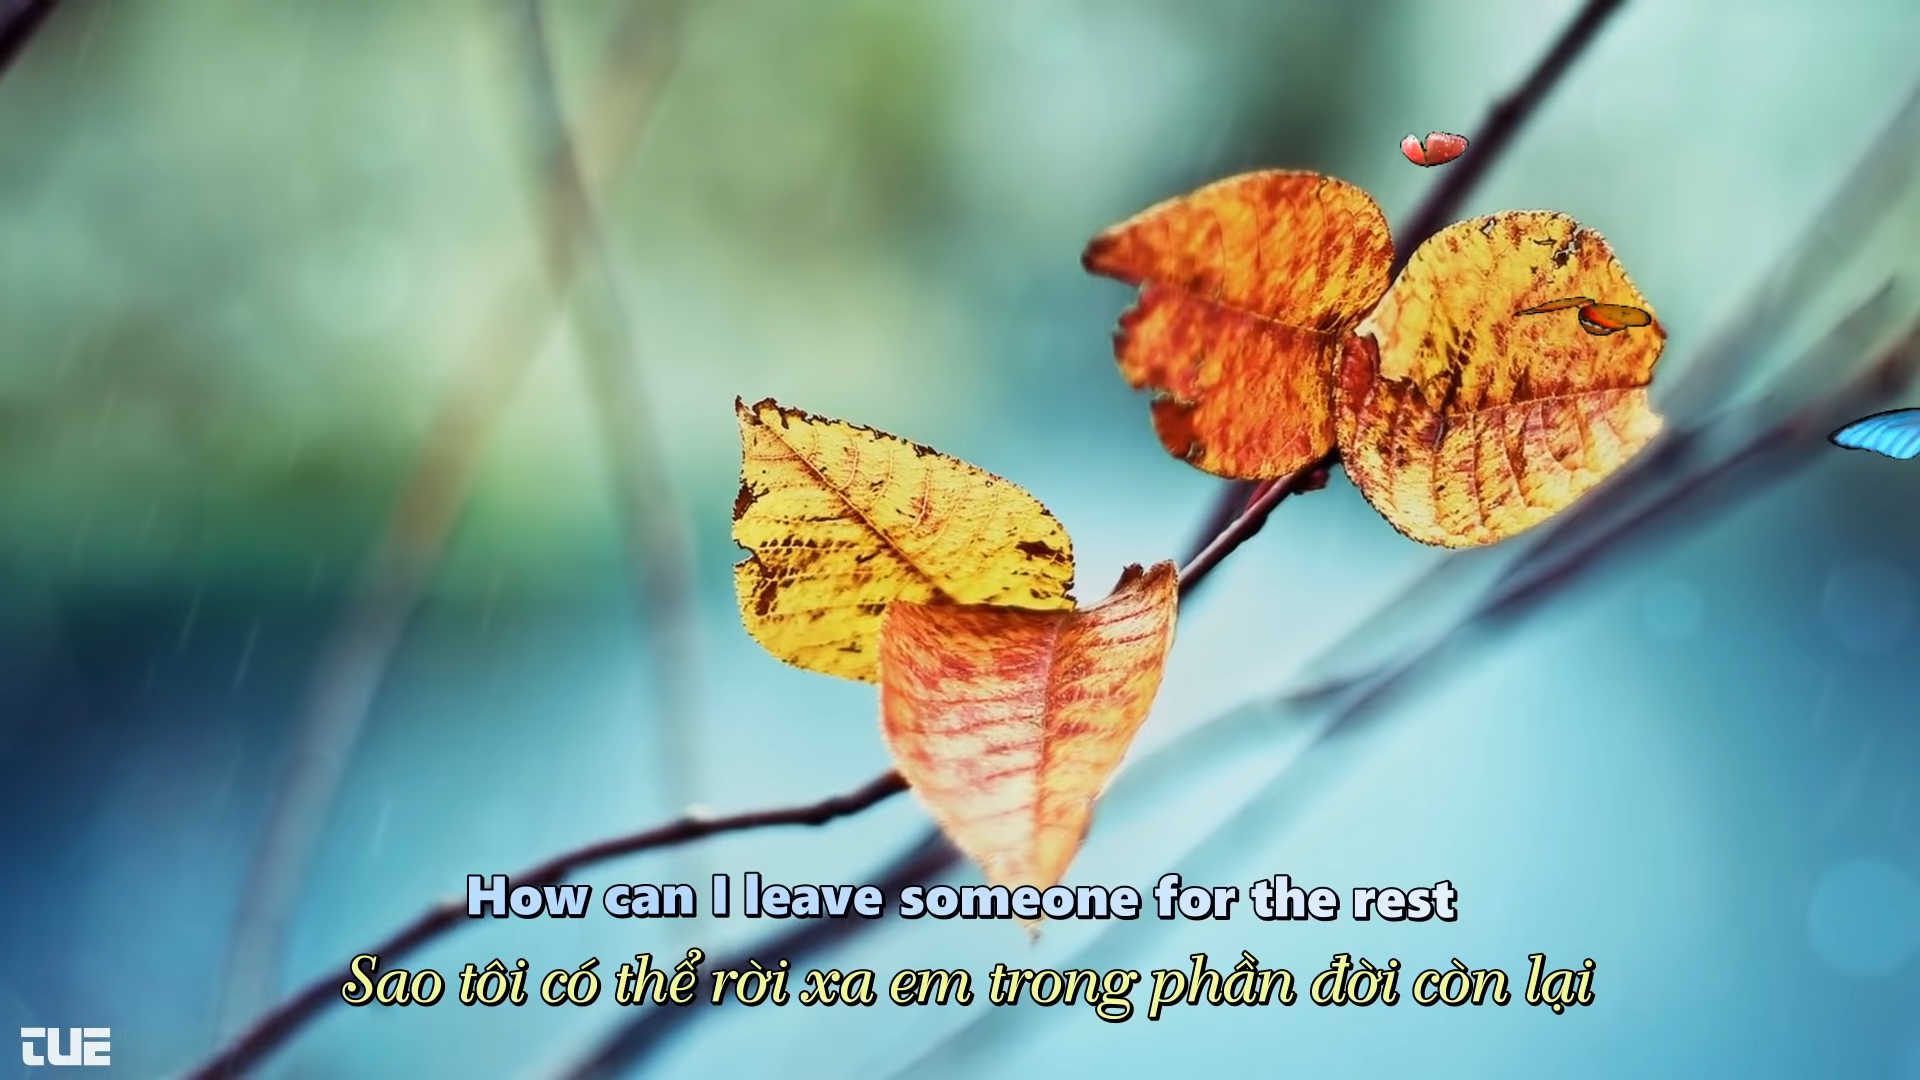 How can I leave someone for the rest
Sao tôi có thể rời xa em trong phần đời còn lại
TUE